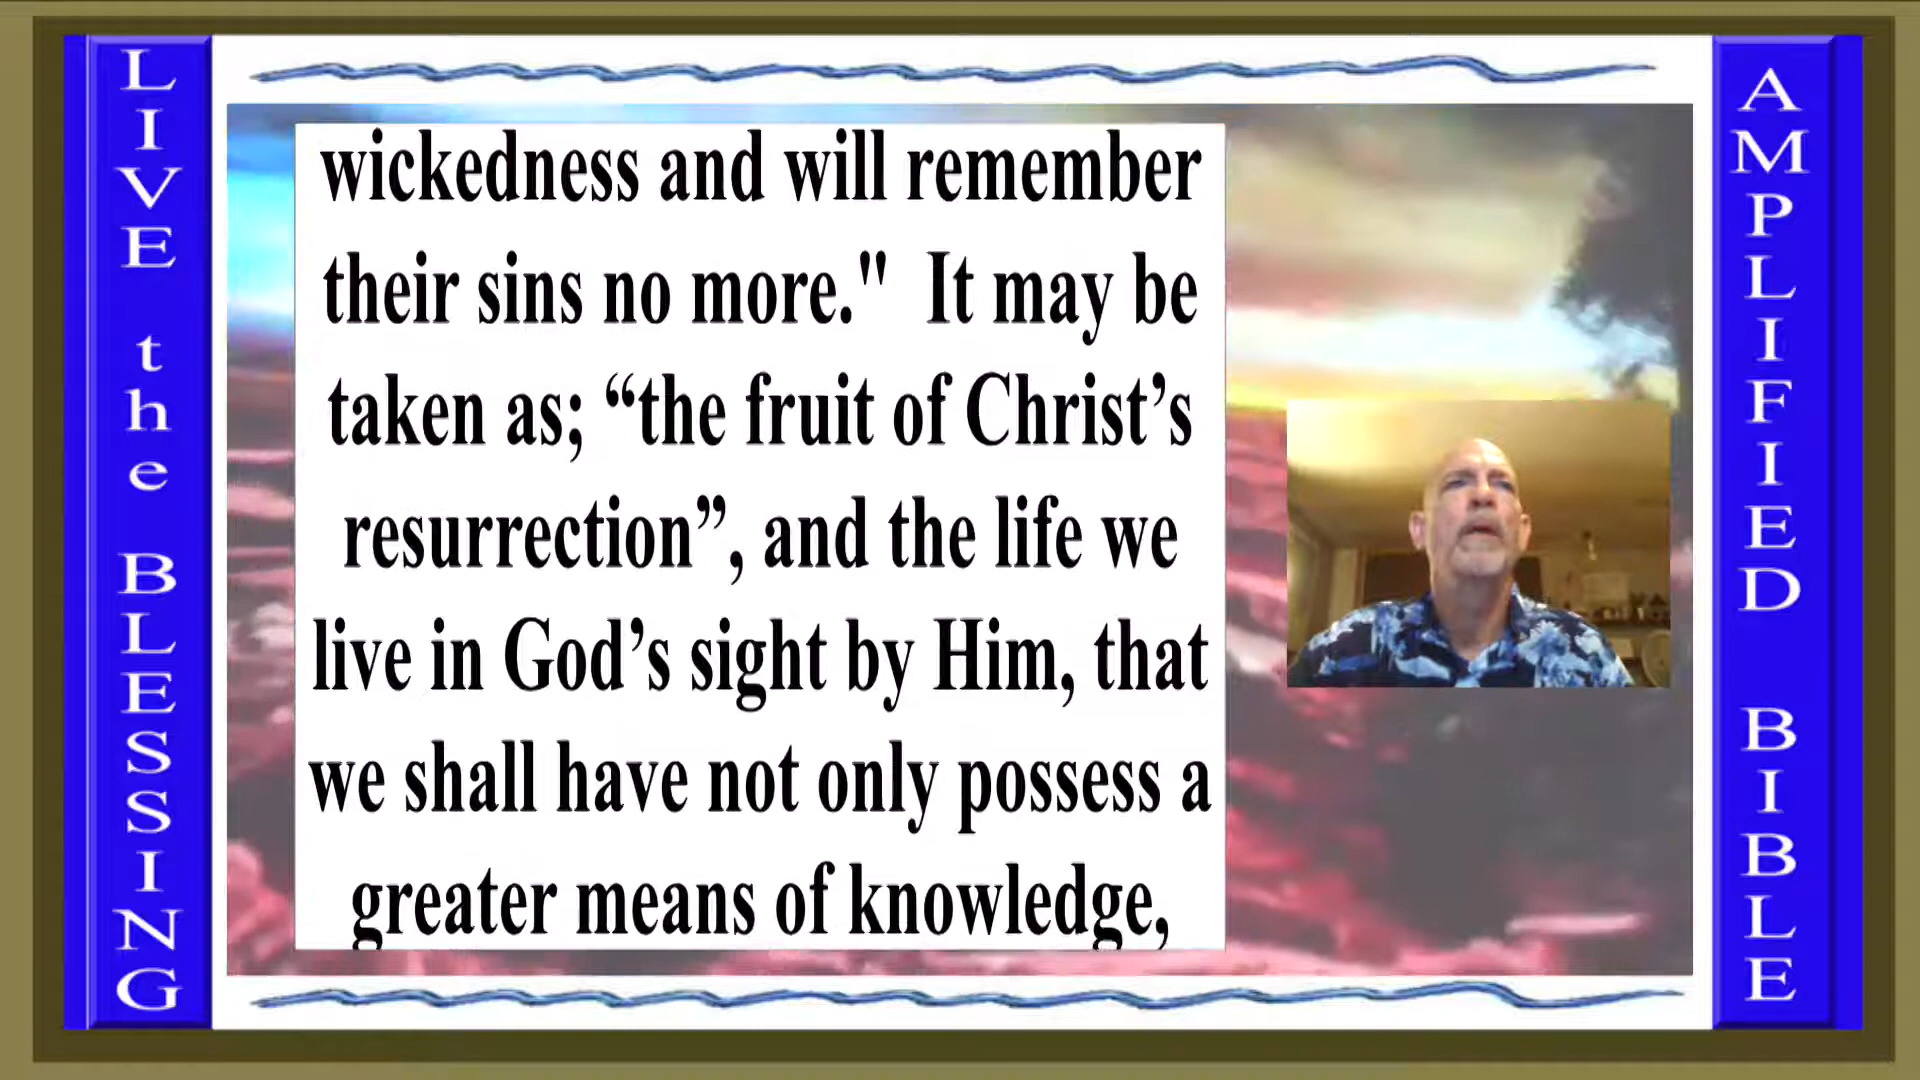 LIVE the BLESSING
wickedness and will remember
their sins no more." It may be
taken as; “the fruit of Christ’s
resurrection”, and the life we
live in God’s sight by Him, that
we shall have not only possess a
greater means of knowledge,
AMPLIFIED BIBLE